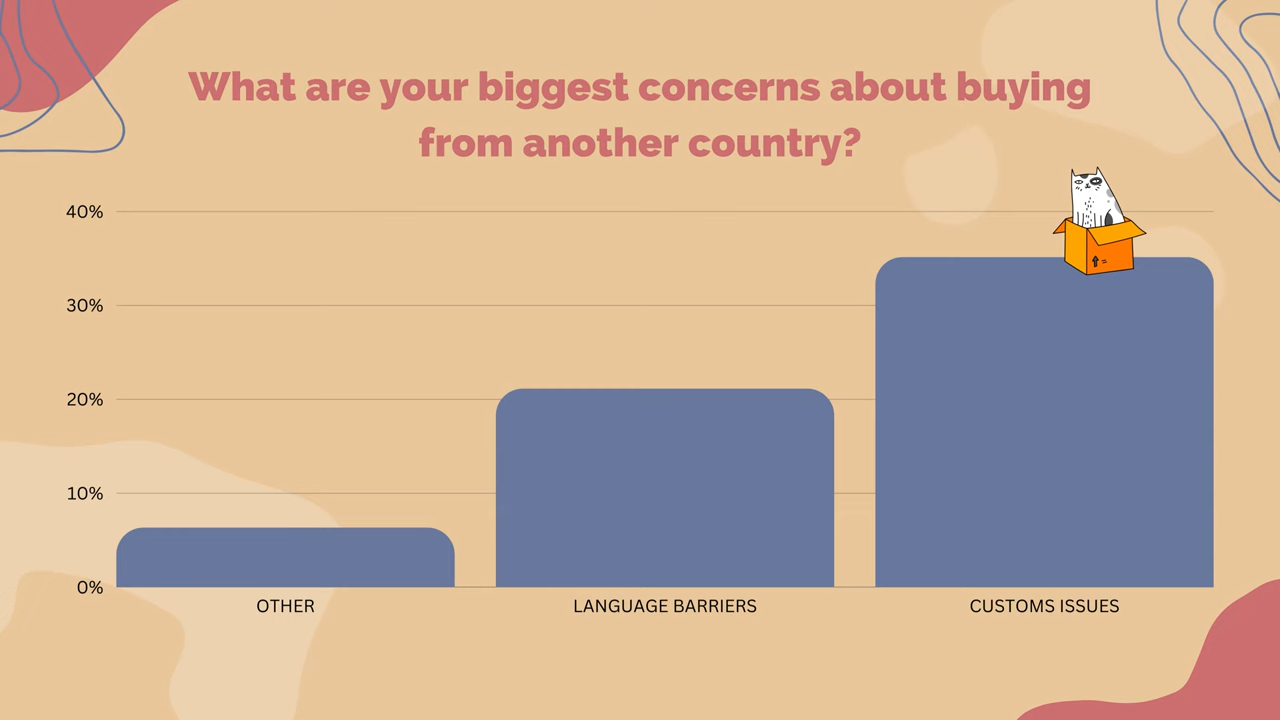 What are your biggest concerns about buying
from another country?
40%
30%
20%
10%
0%
OTHER
LANGUAGE BARRIERS
CUSTOMS ISSUES